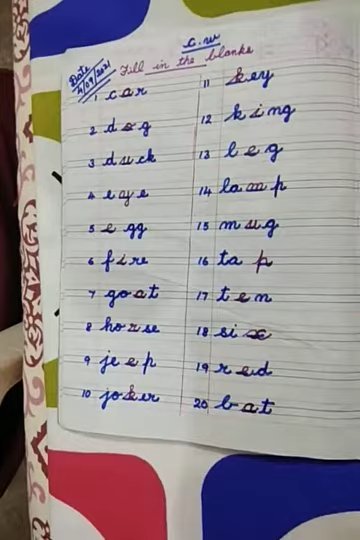 C.W
Date
4/09/2021
Fill in the blanks
1 car
2 dog
3 duck
4 eye
5 egg
6 fire
7 goat
8 horse
9 jeep
10 joker
11 key
12 king
13 leg
14 lamp
15 mug
16 tap
17 ten
18 six
19 red
20 bat